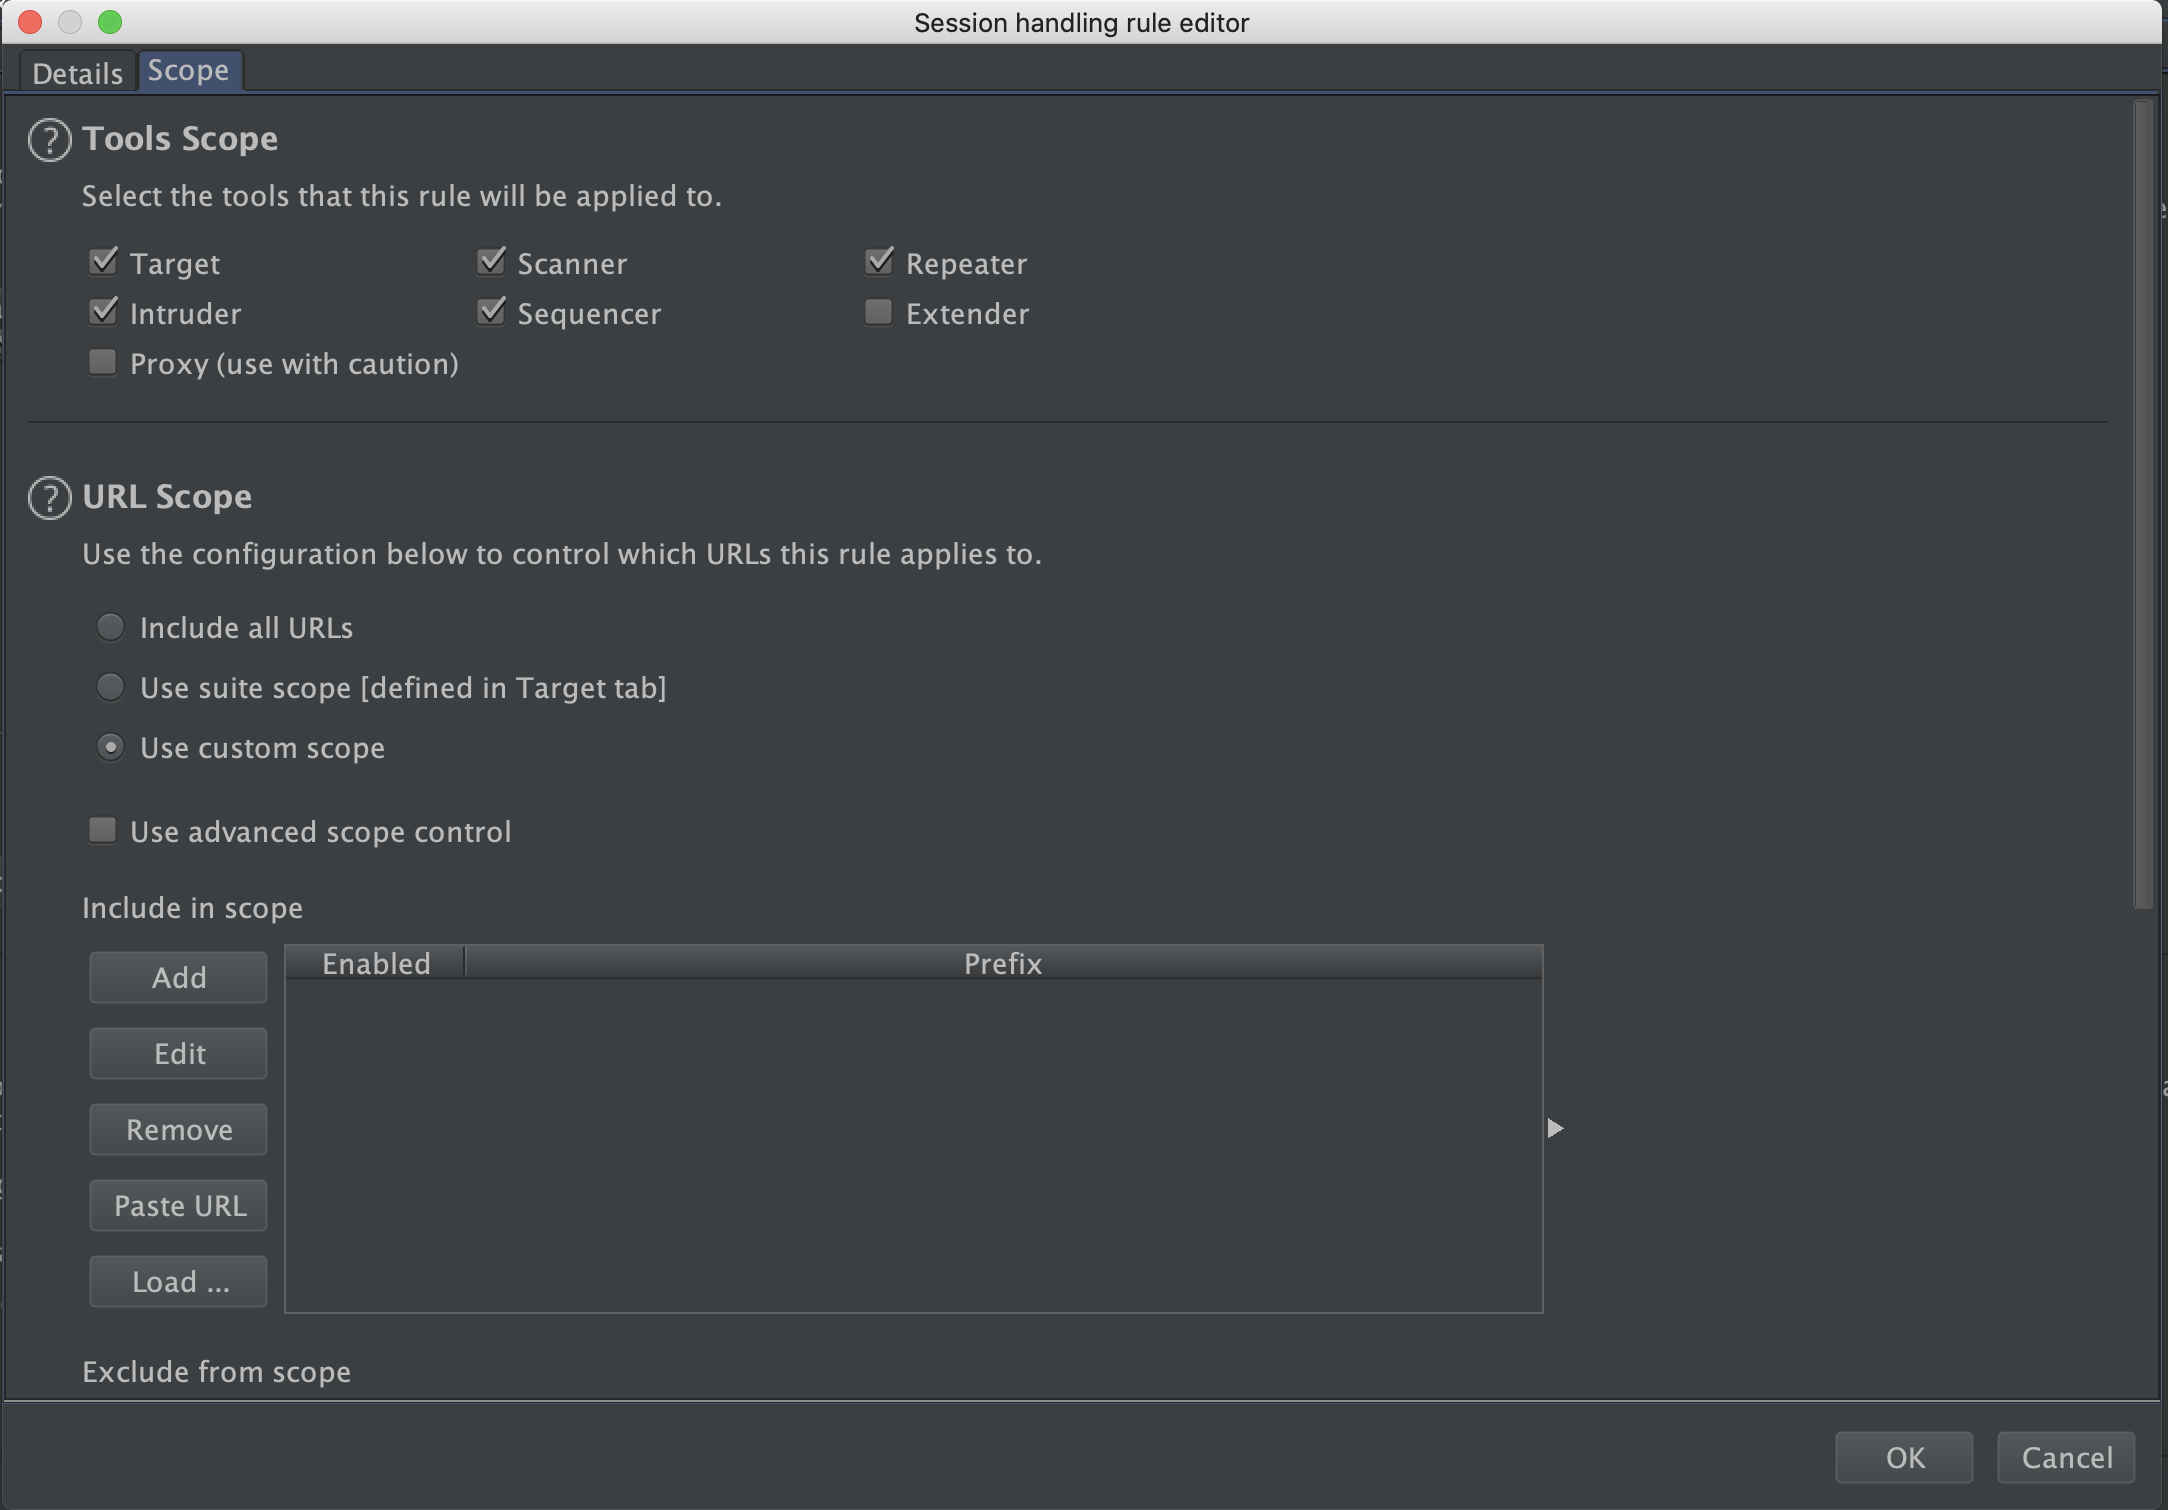 Session handling rule editor
Details Scope
Tools Scope
Select the tools that this rule will be applied to.
Target Scanner Repeater
Intruder Sequencer Extender
Proxy (use with caution)
URL Scope
Use the configuration below to control which URLs this rule applies to.
Include all URLs
Use suite scope [defined in Target tab]
Use custom scope
Use advanced scope control
Include in scope
Enabled Prefix
Add
Edit
Remove
Paste URL
Load ...
Exclude from scope
OK Cancel